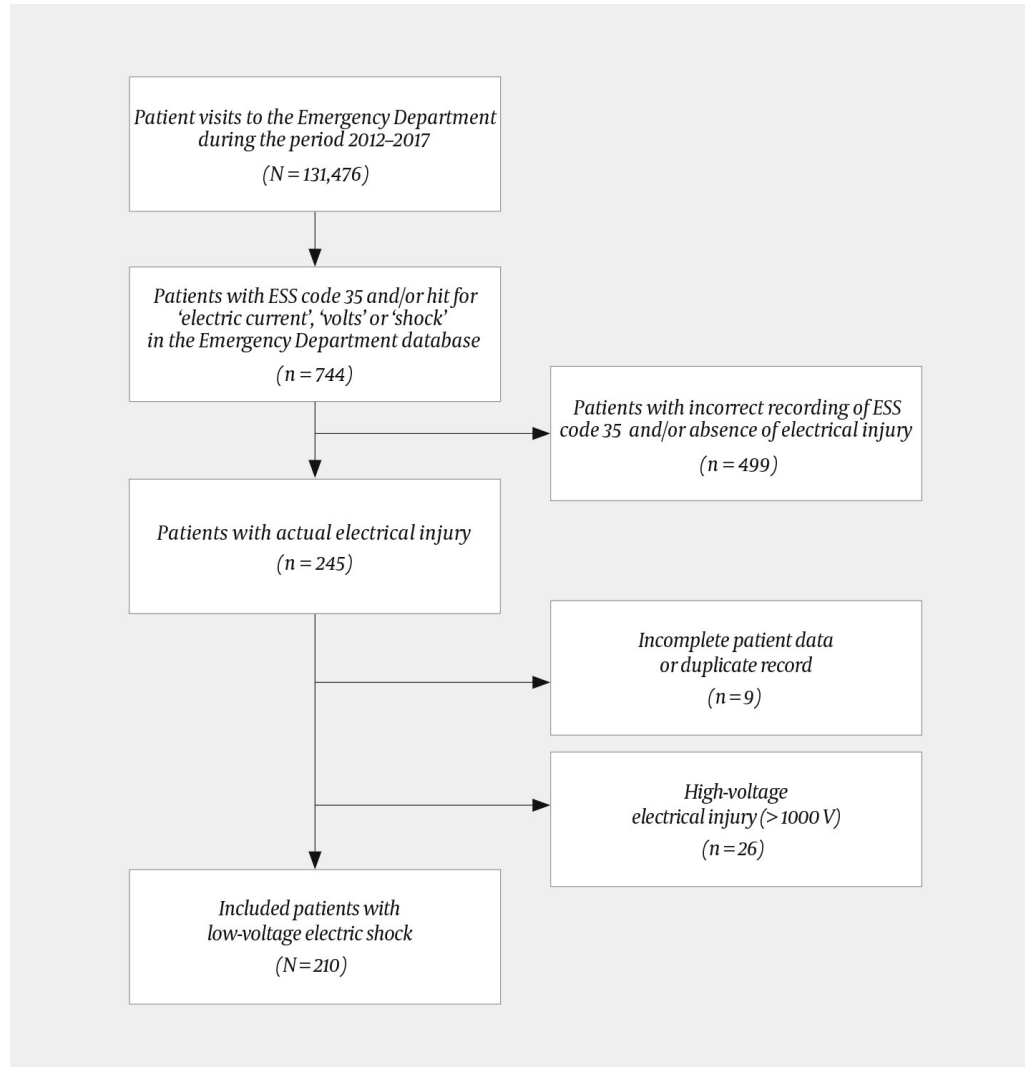 Patient visits to the Emergency Department
during the period 2012–2017
(N = 131,476)
Patients with ESS code 35 and/or hit for
‘electric current’, ‘volts’ or ‘shock’
in the Emergency Department database
(n = 744)
Patients with incorrect recording of ESS
code 35 and/or absence of electrical injury
(n = 499)
Patients with actual electrical injury
(n = 245)
Incomplete patient data
or duplicate record
(n = 9)
High-voltage
electrical injury (> 1000 V)
(n = 26)
Included patients with
low-voltage electric shock
(N = 210)